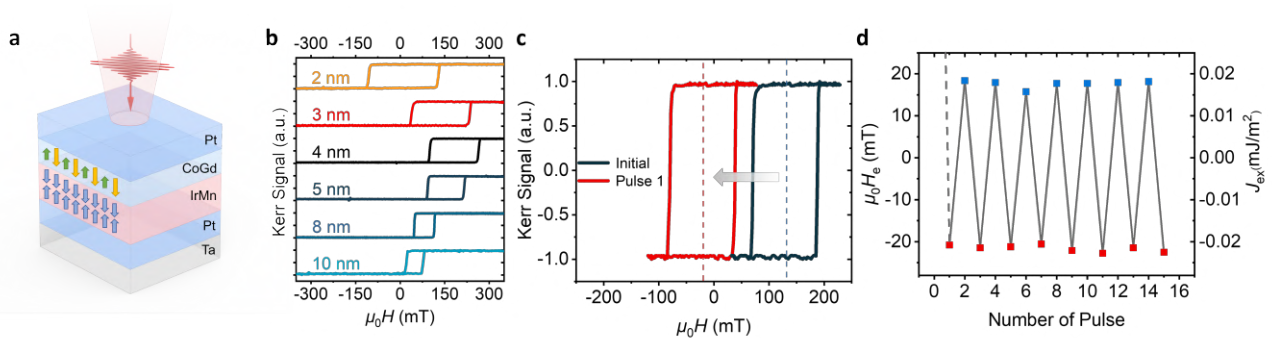 a
Pt
CoGd
IrMn
Pt
Ta
b
-300 -150 0 150 300
2 nm
3 nm
4 nm
5 nm
8 nm
10 nm
Kerr Signal (a.u.)
-300 -150 0 150 300
μ0H (mT)
c
1.0
0.5
0.0
-0.5
-1.0
Kerr Signal (a.u.)
Initial
Pulse 1
-200 -100 0 100 200
μ0H (mT)
d
20
10
0
-10
-20
μ0He (mT)
0.02
0.01
0.00
-0.01
-0.02
Jex(mJ/m²)
0 2 4 6 8 10 12 14 16
Number of Pulse